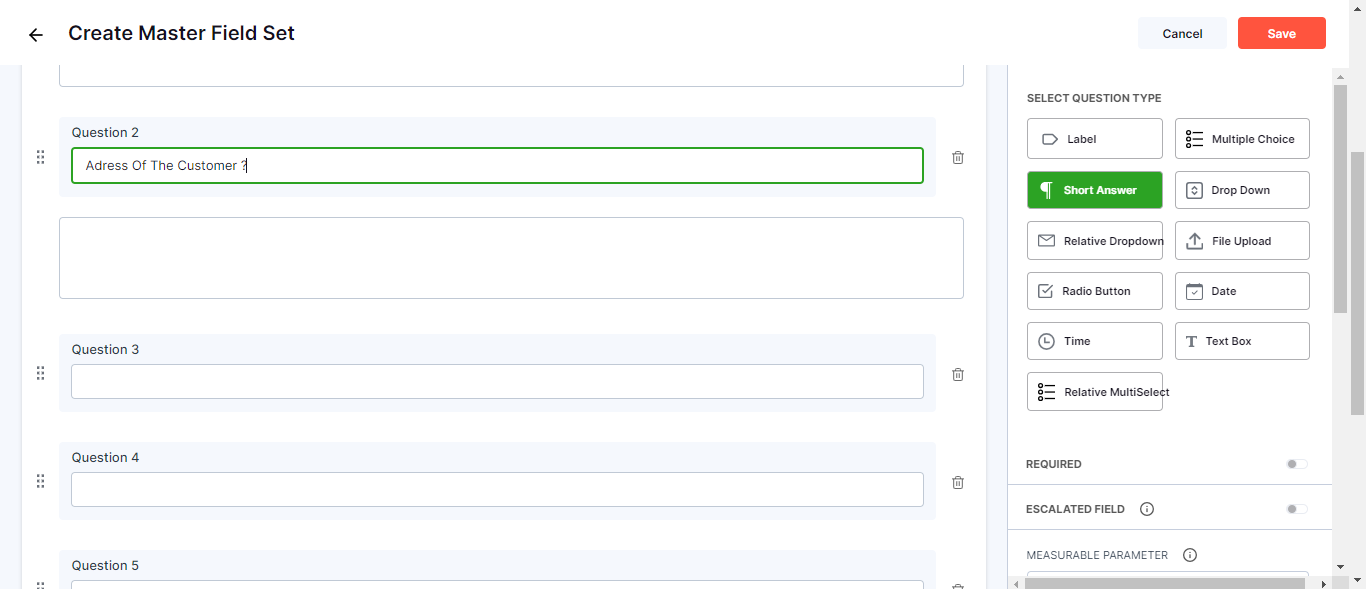 Create Master Field Set
Cancel
Save
Question 2
Adress Of The Customer ?
Question 3
Question 4
Question 5
SELECT QUESTION TYPE
Label
Multiple Choice
Short Answer
Drop Down
Relative Dropdown
File Upload
Radio Button
Date
Time
Text Box
Relative MultiSelect
REQUIRED
ESCALATED FIELD
MEASURABLE PARAMETER